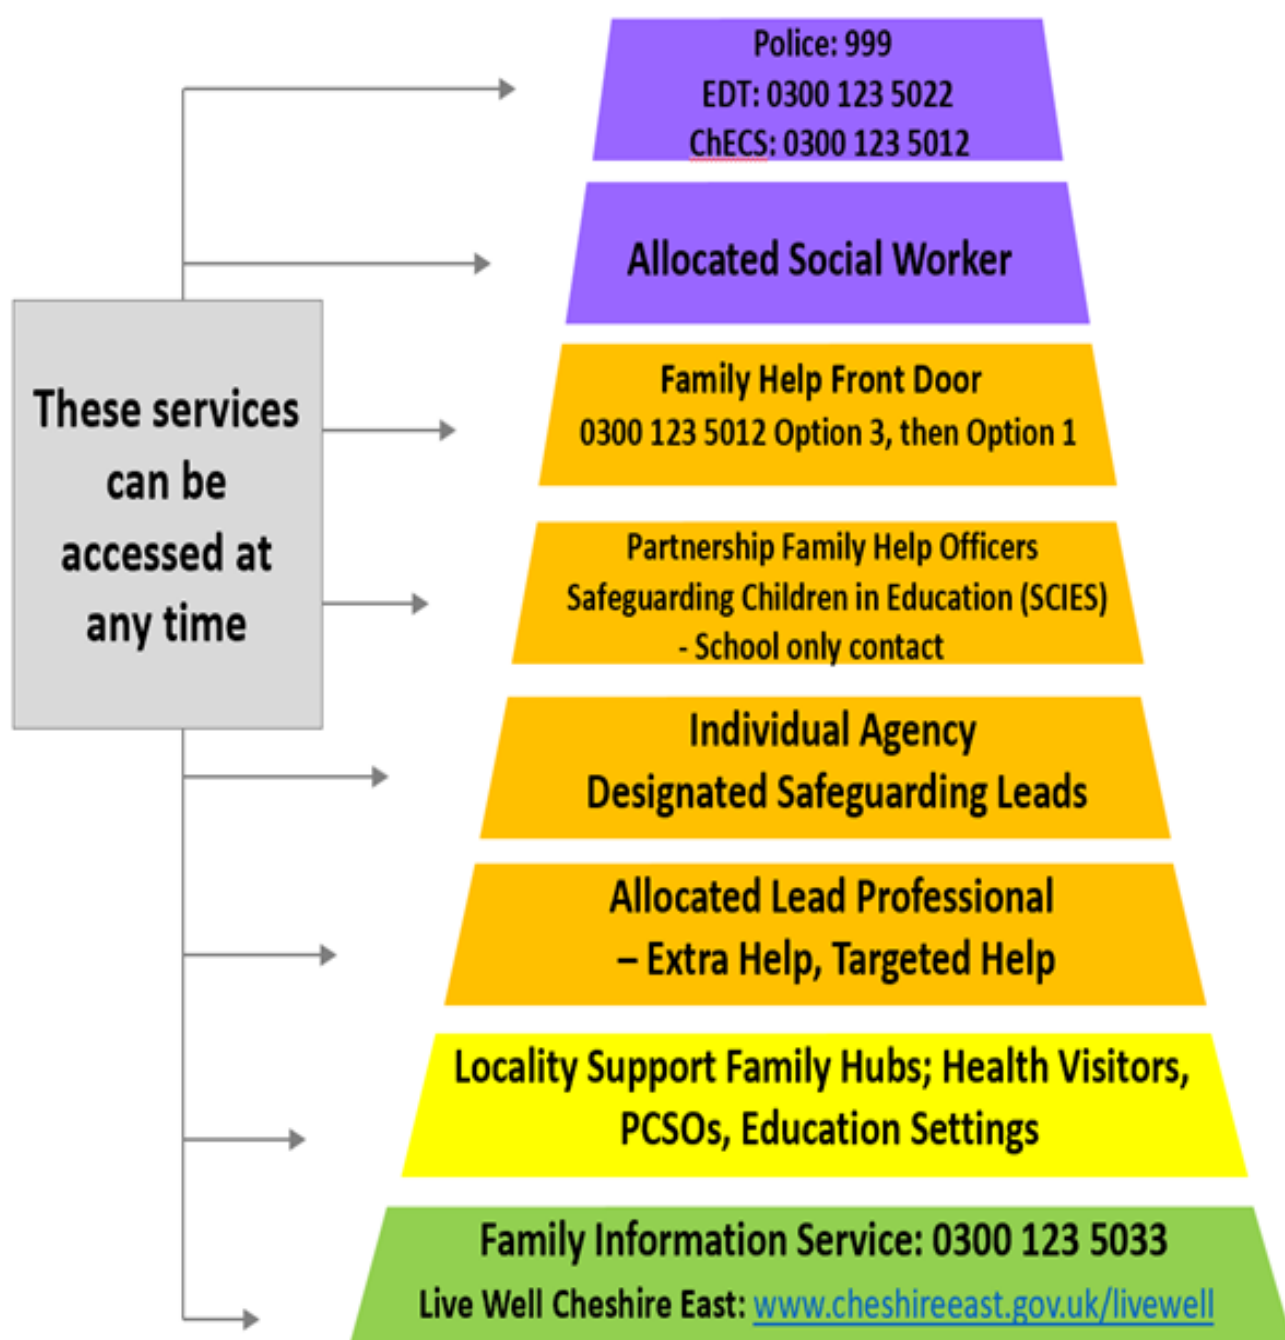 Police: 999
EDT: 0300 123 5022
ChECS: 0300 123 5012
Allocated Social Worker
These services
can be
accessed at
any time
Family Help Front Door
0300 123 5012 Option 3, then Option 1
Partnership Family Help Officers
Safeguarding Children in Education (SCIES)
- School only contact
Individual Agency
Designated Safeguarding Leads
Allocated Lead Professional
– Extra Help, Targeted Help
Locality Support Family Hubs; Health Visitors,
PCSOs, Education Settings
Family Information Service: 0300 123 5033
Live Well Cheshire East: www.cheshireeast.gov.uk/livewell